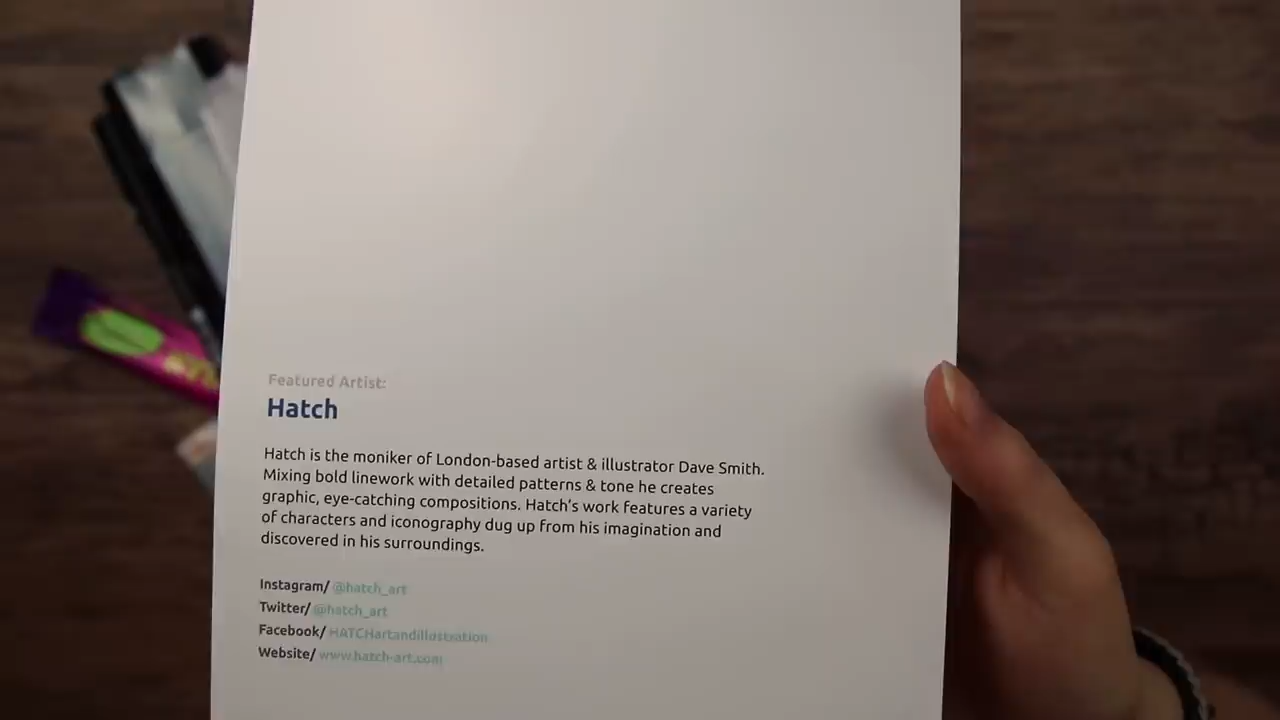 Featured Artist:
Hatch
Hatch is the moniker of London-based artist & illustrator Dave Smith.
Mixing bold linework with detailed patterns & tone he creates
graphic, eye-catching compositions. Hatch's work features a variety
of characters and iconography dug up from his imagination and
discovered in his surroundings.
Instagram/ @hatch_art
Twitter/ @hatch_art
Facebook/ HATCHartandillustration
Website/ www.hatch-art.com